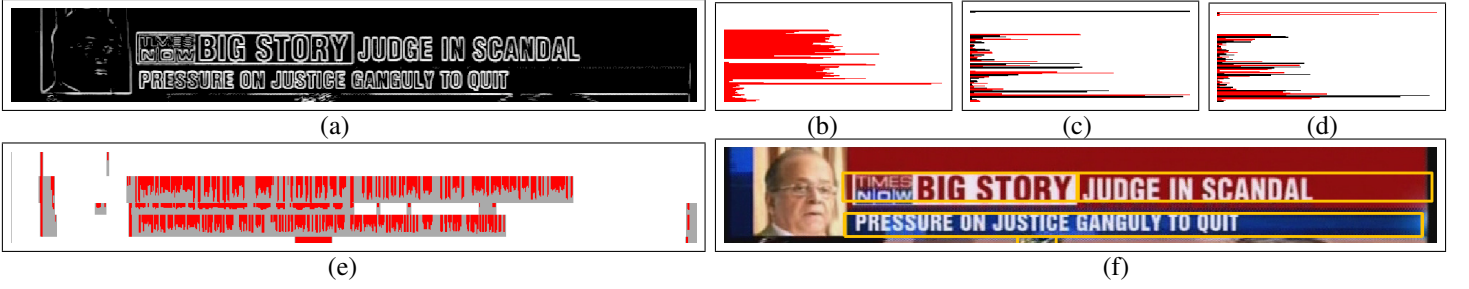 TIMES NOW BIG STORY JUDGE IN SCANDAL
PRESSURE ON JUSTICE GANGULY TO QUIT
(a)
(b)
(c)
(d)
TIMES NOW BIG STORY JUDGE IN SCANDAL
PRESSURE ON JUSTICE GANGULY TO QUIT
(e)
(f)